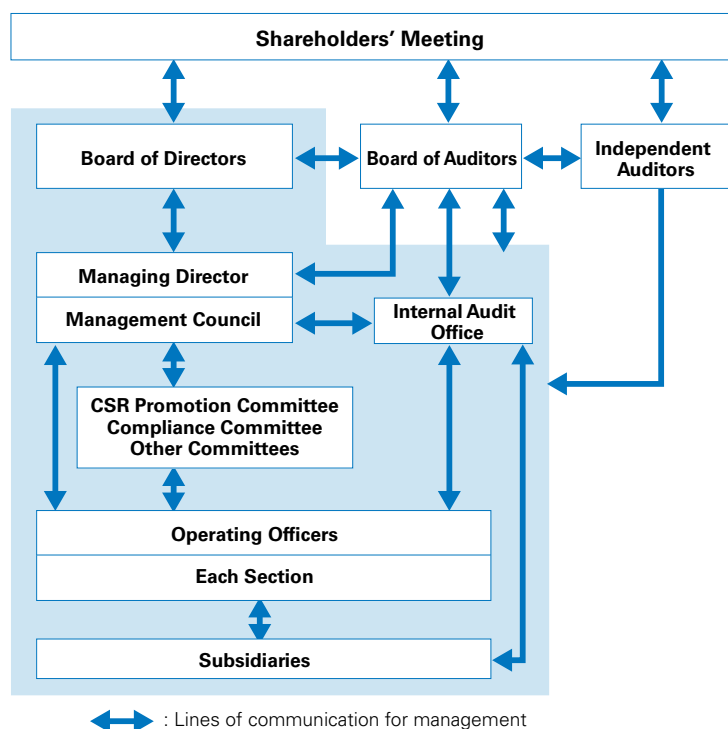 Shareholders’ Meeting
Board of Directors
Board of Auditors
Independent
Auditors
Managing Director
Management Council
Internal Audit
Office
CSR Promotion Committee
Compliance Committee
Other Committees
Operating Officers
Each Section
Subsidiaries
: Lines of communication for management